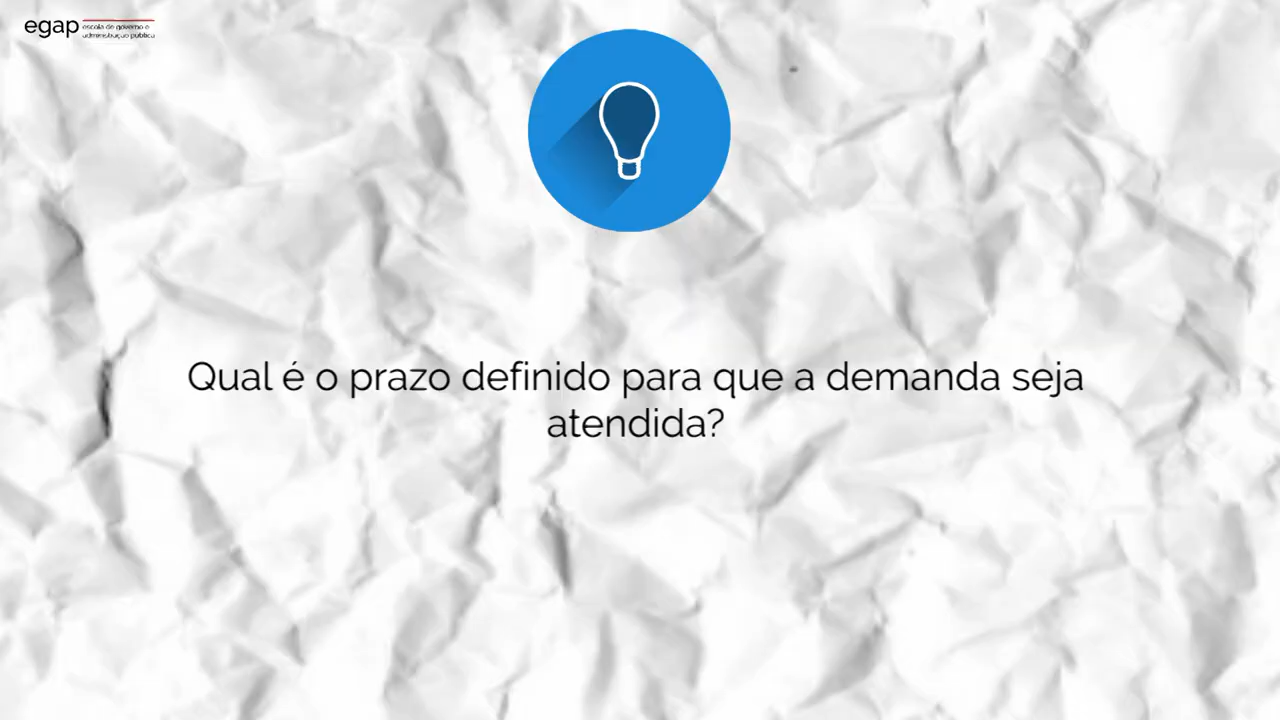 egap
escola de governo e
administração pública
Qual é o prazo definido para que a demanda seja
atendida?